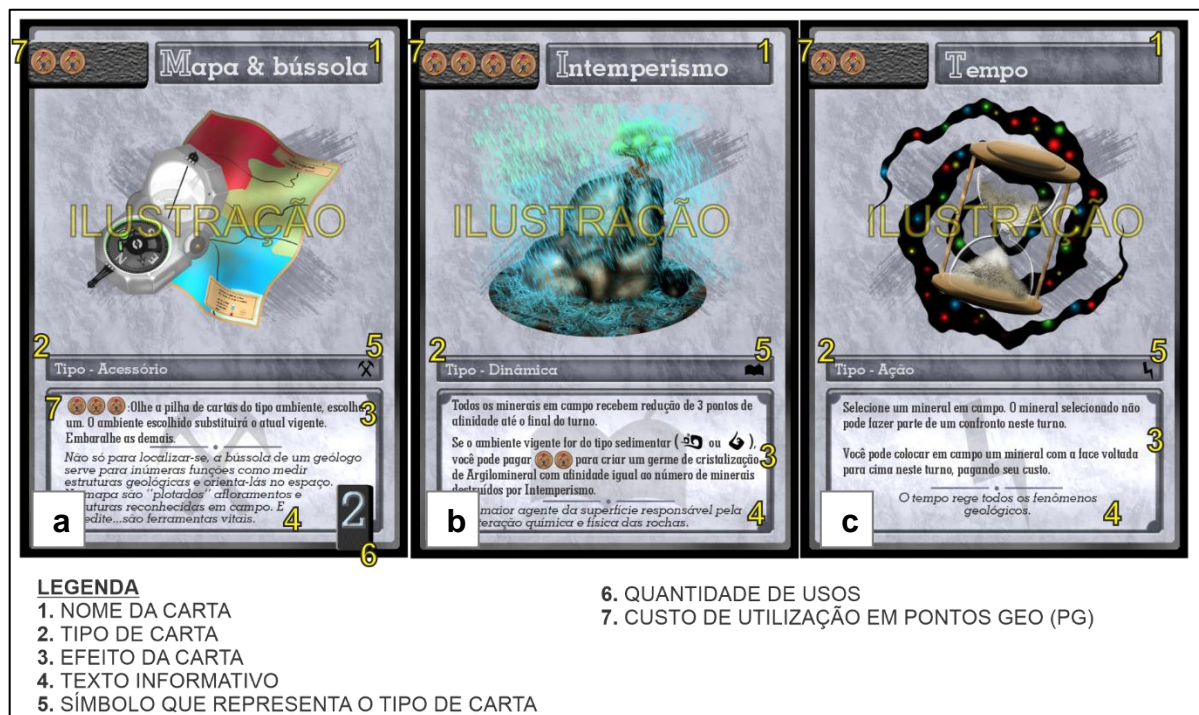 7
Mapa & bússola
1
ILUSTRAÇÃO
2
5
Tipo - Acessório
7
:Olhe a pilha de cartas do tipo ambiente, escolha
um. O ambiente escolhido substituirá o atual vigente.
Embaralhe as demais.
3
Não só para localizar-se, a bússola de um geólogo
serve para inúmeras funções como medir
estruturas geológicas e orienta-lás no espaço.
mapa são "plotados" afloramentos e
uturas reconhecidas em campo. E
edite...são ferramentas vitais.
a
4
2
6
7
Intemperismo
1
ILUSTRAÇÃO
2
5
Tipo - Dinâmica
Todos os minerais em campo recebem redução de 3 pontos de
afinidade até o final do turno.
Se o ambiente vigente for do tipo sedimentar ( ou ),
você pode pagar para criar um germe de cristalização
de Argilomineral com afinidade igual ao número de minerais
destruídos por Intemperismo.
3
maior agente da superfície responsável pela
teração química e física das rochas.
b
4
7
Tempo
1
ILUSTRAÇÃO
2
5
Tipo - Ação
Selecione um mineral em campo. O mineral selecionado não
pode fazer parte de um confronto neste turno.
Você pode colocar em campo um mineral com a face voltada
para cima neste turno, pagando seu custo.
3
O tempo rege todos os fenômenos
geológicos.
c
4
LEGENDA
1. NOME DA CARTA
2. TIPO DE CARTA
3. EFEITO DA CARTA
4. TEXTO INFORMATIVO
5. SÍMBOLO QUE REPRESENTA O TIPO DE CARTA
6. QUANTIDADE DE USOS
7. CUSTO DE UTILIZAÇÃO EM PONTOS GEO (PG)